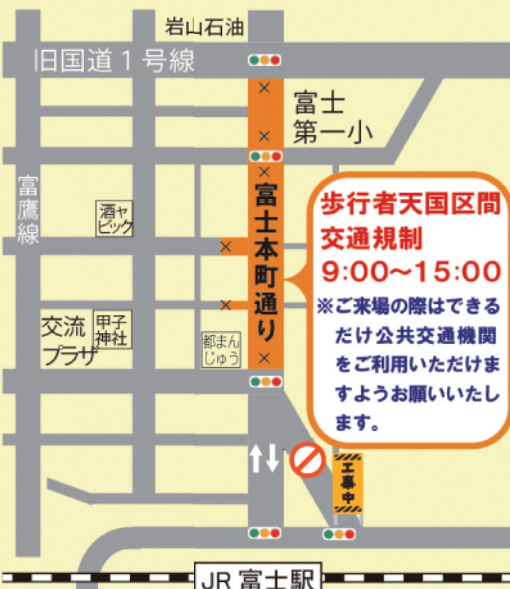 岩山石油
旧国道1号線
富士
第一小
富鷹線
酒ャ
ビック
富士本町通り
歩行者天国区間
交通規制
9:00〜15:00
※ご来場の際はできる
だけ公共交通機関
をご利用いただけま
すようお願いいたし
ます。
交流
プラザ
甲子
神社
都まん
じゅう
工事中
JR 富士駅